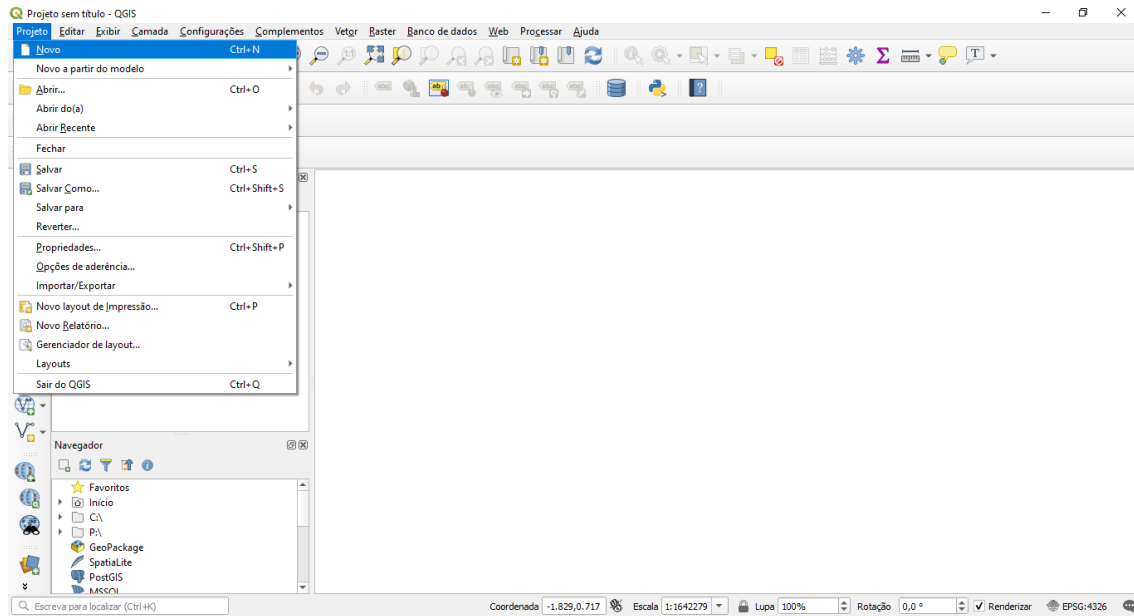 Projeto sem título - QGIS
Projeto Editar Exibir Camada Configurações Complementos Vetor Raster Banco de dados Web Processar Ajuda
Novo Ctrl+N
Novo a partir do modelo
Abrir... Ctrl+O
Abrir do(a)
Abrir Recente
Fechar
Salvar Ctrl+S
Salvar Como... Ctrl+Shift+S
Salvar para
Reverter...
Propriedades... Ctrl+Shift+P
Opções de aderência...
Importar/Exportar
Novo layout de Impressão... Ctrl+P
Novo Relatório...
Gerenciador de layout...
Layouts
Sair do QGIS Ctrl+Q
Navegador
Favoritos
Início
C:\
P:\
GeoPackage
SpatiaLite
PostGIS
MSSQL
Escreva para localizar (Ctrl+K) Coordenada -1.829,0.717 Escala 1:1642279 Lupa 100% Rotação 0,0 ° Renderizar EPSG:4326